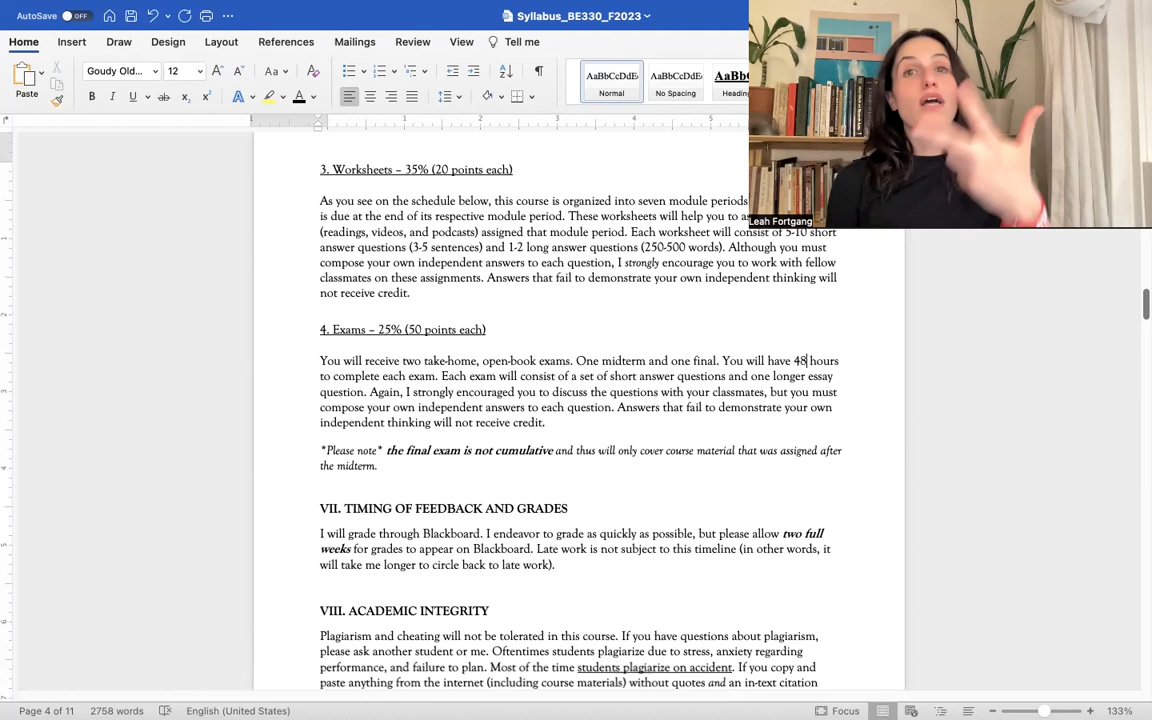 AutoSave OFF
Syllabus_BE330_F2023
Home Insert Draw Design Layout References Mailings Review View Tell me
Paste
Goudy Old... 12
Aa
B I U ab x₂ x² A A
AaBbCcDdE AaBbCcDdE AaBbCcD
Normal No Spacing Heading
1 1 2 3 4 5
3. Worksheets – 35% (20 points each)
As you see on the schedule below, this course is organized into seven module periods
is due at the end of its respective module period. These worksheets will help you to as
(readings, videos, and podcasts) assigned that module period. Each worksheet will consist of 5-10 short
answer questions (3-5 sentences) and 1-2 long answer questions (250-500 words). Although you must
compose your own independent answers to each question, I strongly encourage you to work with fellow
classmates on these assignments. Answers that fail to demonstrate your own independent thinking will
not receive credit.
4. Exams – 25% (50 points each)
You will receive two take-home, open-book exams. One midterm and one final. You will have 48 hours
to complete each exam. Each exam will consist of a set of short answer questions and one longer essay
question. Again, I strongly encouraged you to discuss the questions with your classmates, but you must
compose your own independent answers to each question. Answers that fail to demonstrate your own
independent thinking will not receive credit.
*Please note* the final exam is not cumulative and thus will only cover course material that was assigned after
the midterm.
VII. TIMING OF FEEDBACK AND GRADES
I will grade through Blackboard. I endeavor to grade as quickly as possible, but please allow two full
weeks for grades to appear on Blackboard. Late work is not subject to this timeline (in other words, it
will take me longer to circle back to late work).
VIII. ACADEMIC INTEGRITY
Plagiarism and cheating will not be tolerated in this course. If you have questions about plagiarism,
please ask another student or me. Oftentimes students plagiarize due to stress, anxiety regarding
performance, and failure to plan. Most of the time students plagiarize on accident. If you copy and
paste anything from the internet (including course materials) without quotes and an in-text citation
Leah Fortgang
Page 4 of 11 2758 words English (United States) Focus 133%